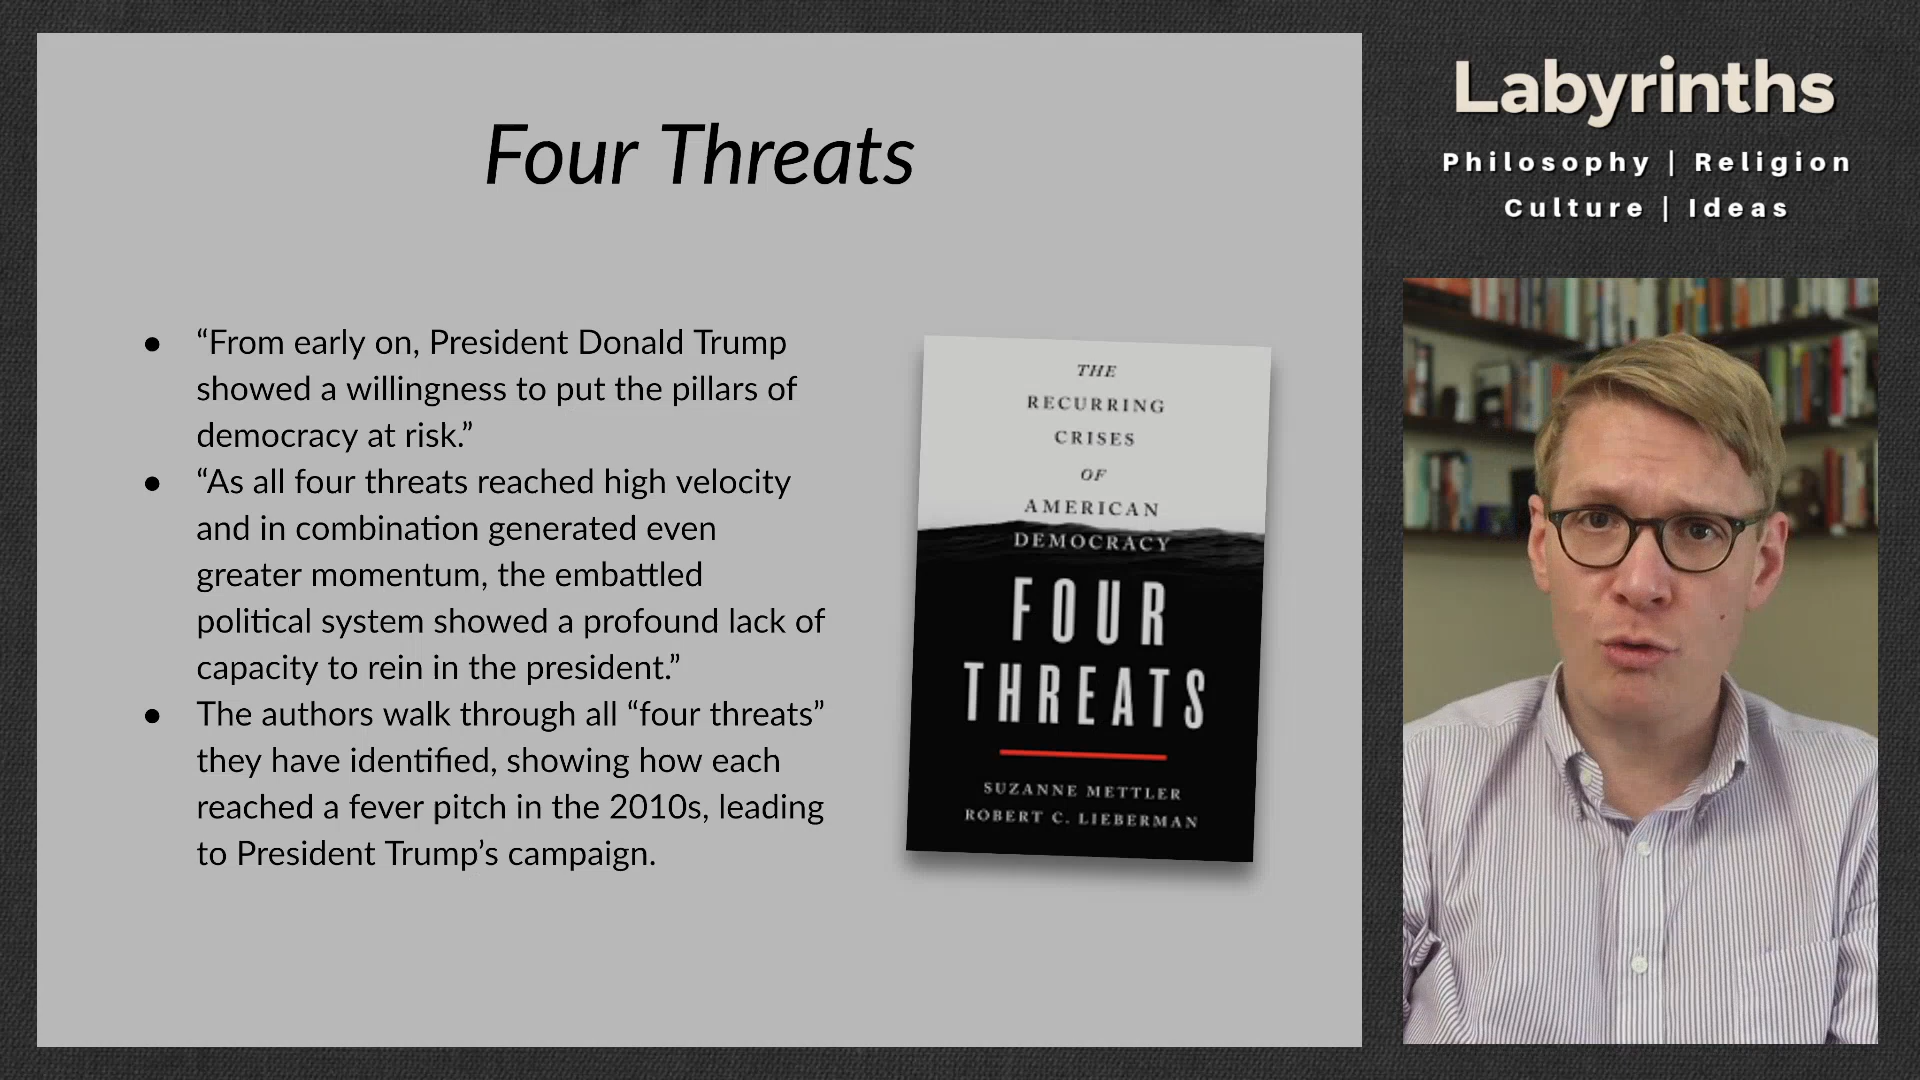 Four Threats
● “From early on, President Donald Trump
showed a willingness to put the pillars of
democracy at risk.”
● “As all four threats reached high velocity
and in combination generated even
greater momentum, the embattled
political system showed a profound lack of
capacity to rein in the president.”
● The authors walk through all “four threats”
they have identified, showing how each
reached a fever pitch in the 2010s, leading
to President Trump’s campaign.
THE
RECURRING
CRISES
OF
AMERICAN
DEMOCRACY
FOUR
THREATS
SUZANNE METTLER
ROBERT C. LIEBERMAN
Labyrinths
Philosophy | Religion
Culture | Ideas